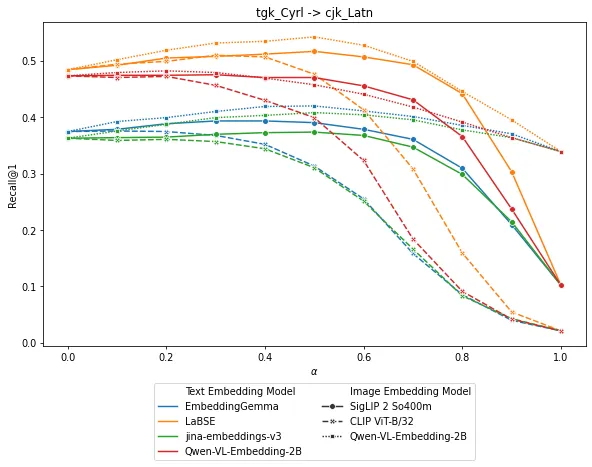 tgk_Cyrl -> cjk_Latn
Recall@1
0.5
0.4
0.3
0.2
0.1
0.0
0.0 0.2 0.4 0.6 0.8 1.0
α
Text Embedding Model Image Embedding Model
EmbeddingGemma SigLIP 2 So400m
LaBSE CLIP ViT-B/32
jina-embeddings-v3 Qwen-VL-Embedding-2B
Qwen-VL-Embedding-2B